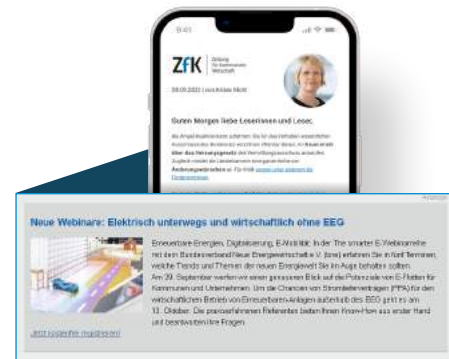 9:41
ZfK Zeitung
für kommunale
Wirtschaft
Guten Morgen liebe Leserinnen und Leser,
Anzeige
Neue Webinare: Elektrisch unterwegs und wirtschaftlich ohne EEG
Erneuerbare Energien, Digitalisierung, E-Mobilität: In der The smarter E-Webinarreihe
mit dem Bundesverband Neue Energiewirtschaft e.V. (bne) erfahren Sie in fünf Terminen,
welche Trends und Themen der neuen Energiewelt Sie im Auge behalten sollten.
Am 29. September werfen wir einen genaueren Blick auf die Potenziale von E-Flotten für
Kommunen und Unternehmen. Um die Chancen von Stromlieferverträgen (PPA) für den
wirtschaftlichen Betrieb von Erneuerbaren-Anlagen außerhalb des EEG geht es am
13. Oktober. Die praxiserfahrenen Referenten bieten Ihnen Know-How aus erster Hand
und beantworten Ihre Fragen.
Jetzt kostenfrei registrieren!